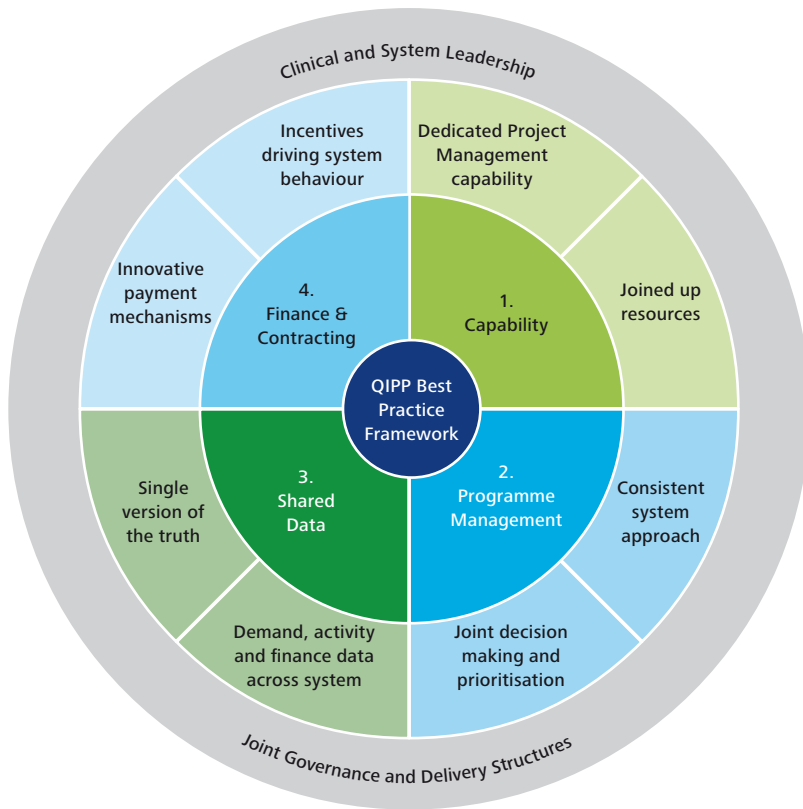 Clinical and System Leadership
Incentives
driving system
behaviour
Dedicated Project
Management
capability
Innovative
payment
mechanisms
4.
Finance &
Contracting
1.
Capability
Joined up
resources
QIPP Best
Practice
Framework
Single
version of
the truth
3.
Shared
Data
2.
Programme
Management
Consistent
system
approach
Demand, activity
and finance data
across system
Joint decision
making and
prioritisation
Joint Governance and Delivery Structures